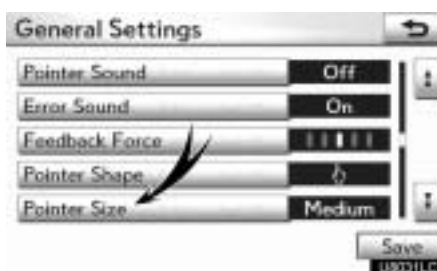 General Settings
Pointer Sound Off
Error Sound On
Feedback Force
Pointer Shape
Pointer Size Medium
Save